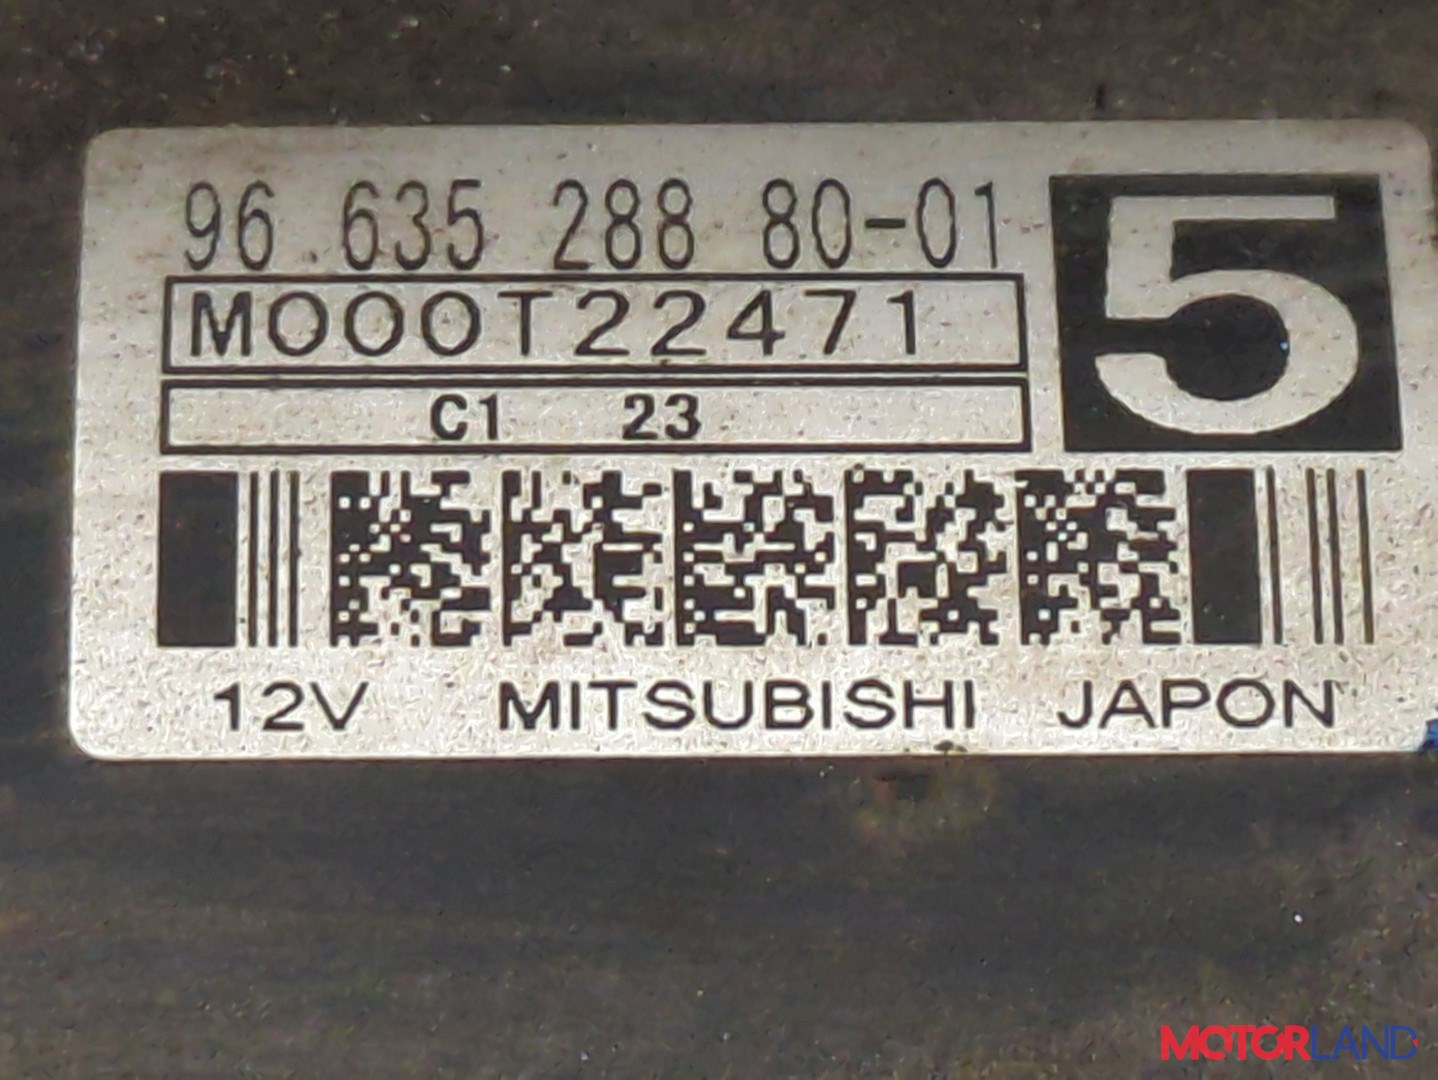 96 635 288 80-01
5
M000T22471
C1 23
12V MITSUBISHI JAPON
MOTORLAND